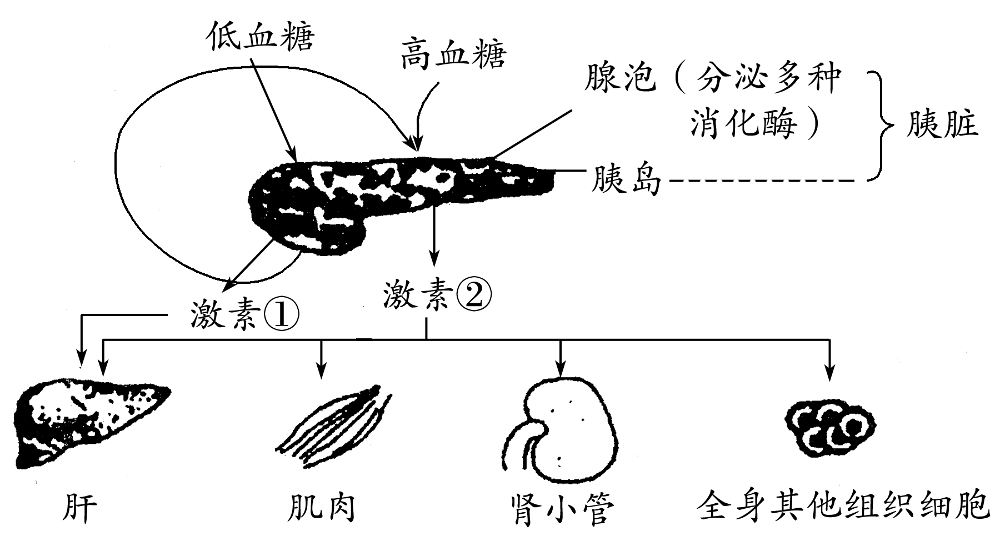 低血糖
高血糖
腺泡（分泌多种
消化酶）
胰脏
胰岛
激素②
激素①
肝
肌肉
肾小管
全身其他组织细胞